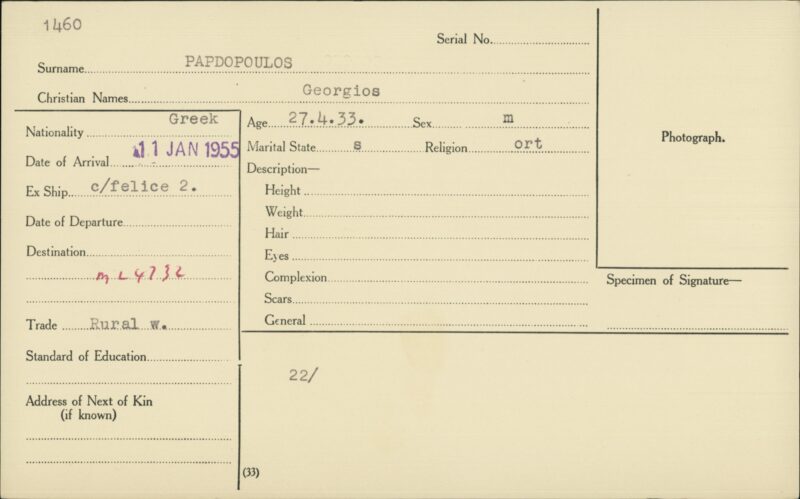 1460
Serial No.
Surname PAPDOPOULOS
Christian Names Georgios
Nationality Greek
Date of Arrival 11 JAN 1955
Ex Ship c/felice 2.
Date of Departure
Destination
ML4732
Trade Rural w.
Standard of Education
Address of Next of Kin
(if known)
Age 27.4.33. Sex m
Marital State s Religion ort
Description—
Height
Weight
Hair
Eyes
Complexion
Scars
General
22/
(33)
Photograph.
Specimen of Signature—